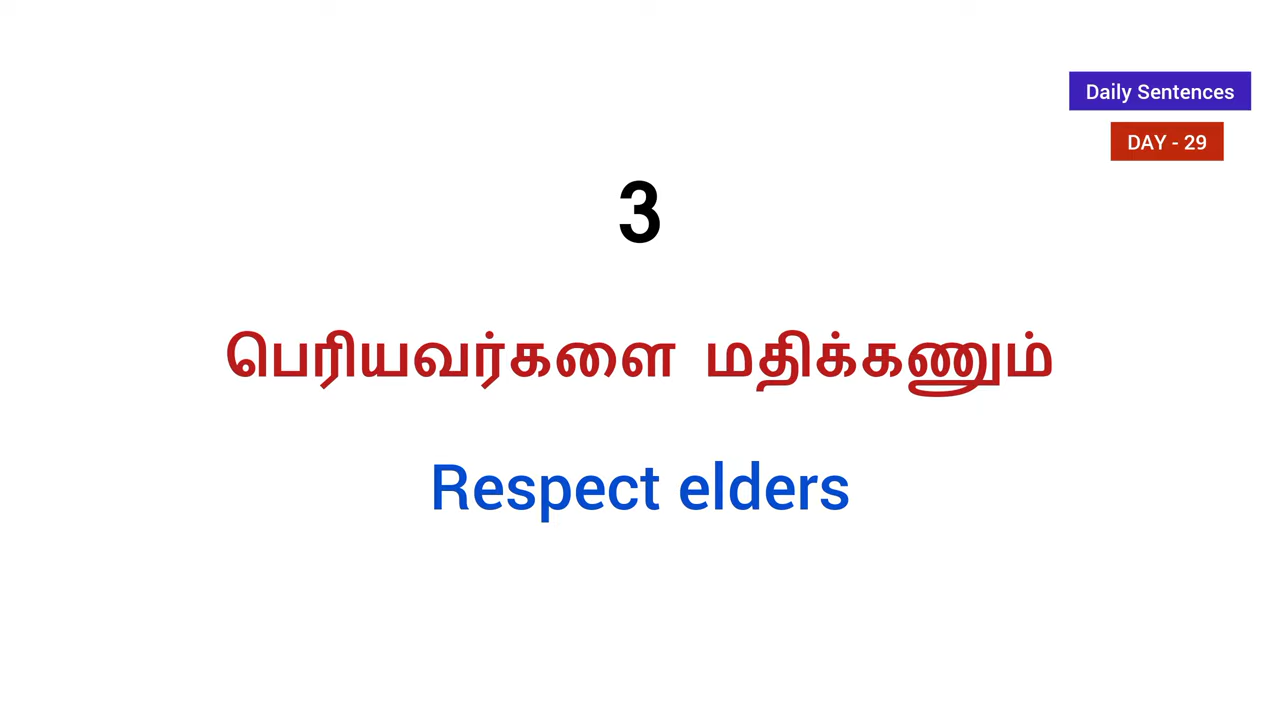 Daily Sentences
DAY - 29
3
பெரியவர்களை மதிக்கணும்
Respect elders